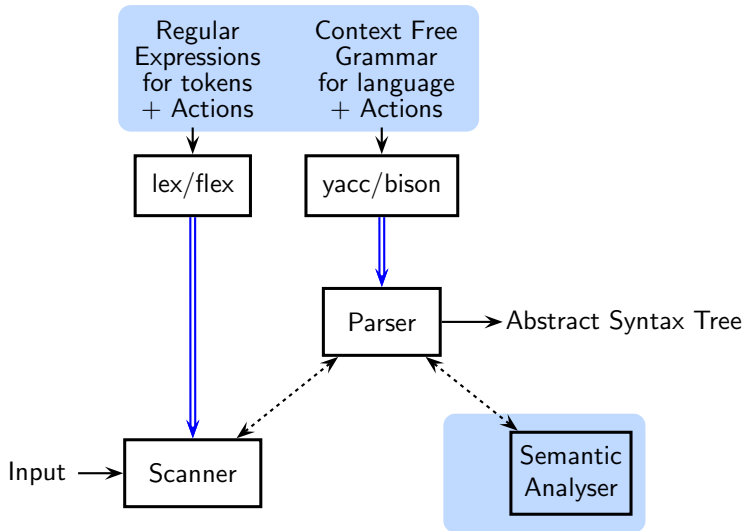 Regular
Expressions
for tokens
+ Actions
Context Free
Grammar
for language
+ Actions
lex/flex
yacc/bison
Parser
Abstract Syntax Tree
Input
Scanner
Semantic
Analyser